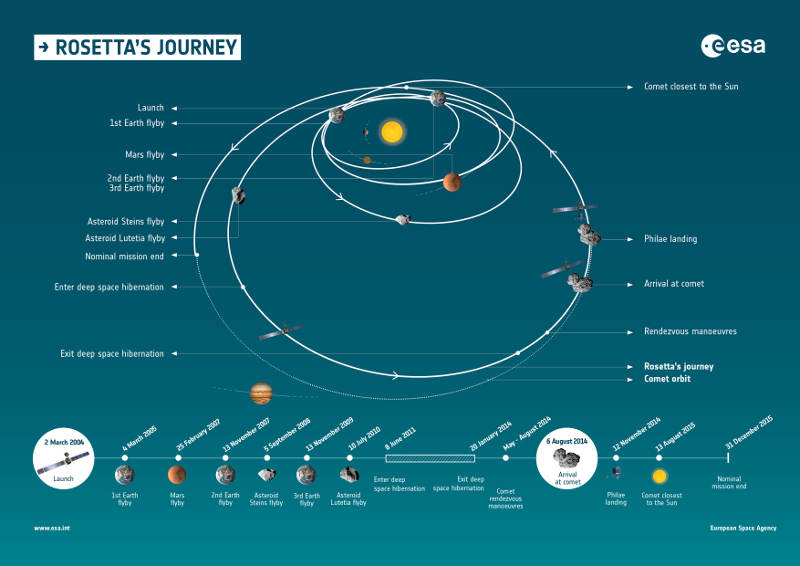 → ROSETTA'S JOURNEY
esa
Comet closest to the Sun
Launch
1st Earth flyby
Mars flyby
2nd Earth flyby
3rd Earth flyby
Asteroid Steins flyby
Asteroid Lutetia flyby
Nominal mission end
Enter deep space hibernation
Exit deep space hibernation
Philae landing
Arrival at comet
Rendezvous manoeuvres
Rosetta's journey
Comet orbit
2 March 2004
Launch
4 March 2005
1st Earth
flyby
25 February 2007
Mars
flyby
13 November 2007
2nd Earth
flyby
5 September 2008
Asteroid
Steins flyby
13 November 2009
3rd Earth
flyby
10 July 2010
Asteroid
Lutetia flyby
8 June 2011
Enter deep
space hibernation
20 January 2014
Exit deep
space hibernation
May - August 2014
Comet
rendezvous
manoeuvres
6 August 2014
Arrival
at comet
12 November 2014
Philae
landing
13 August 2015
Comet closest
to the Sun
31 December 2015
Nominal
mission end
www.esa.int
European Space Agency